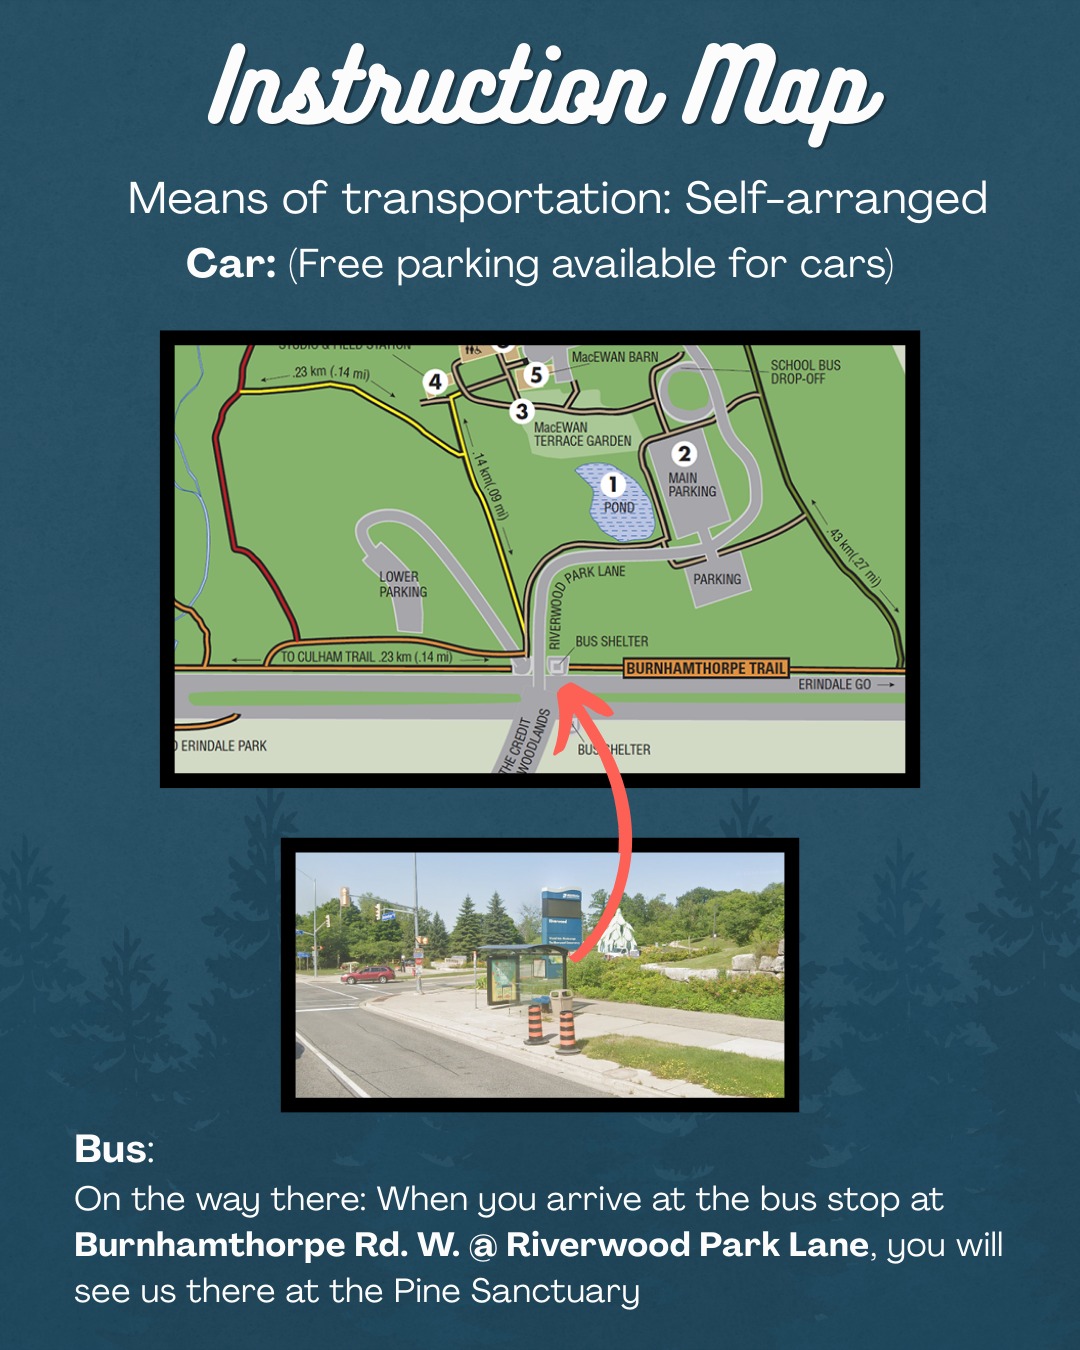 Instruction Map
Means of transportation: Self-arranged
Car: (Free parking available for cars)
STUDIO & FIELD STATION
MacEWAN BARN
SCHOOL BUS
DROP-OFF
.23 km (.14 mi)
4
5
3
MacEWAN
TERRACE GARDEN
2
MAIN
PARKING
1
POND
.14 km(.09 mi)
.43 km(.27 mi)
LOWER
PARKING
RIVERWOOD PARK LANE
PARKING
BUS SHELTER
TO CULHAM TRAIL .23 km (.14 mi)
BURNHAMTHORPE TRAIL
ERINDALE GO
THE CREDIT
WOODLANDS
ERINDALE PARK
BUS SHELTER
Riverwood
Bus:
On the way there: When you arrive at the bus stop at
Burnhamthorpe Rd. W. @ Riverwood Park Lane, you will
see us there at the Pine Sanctuary